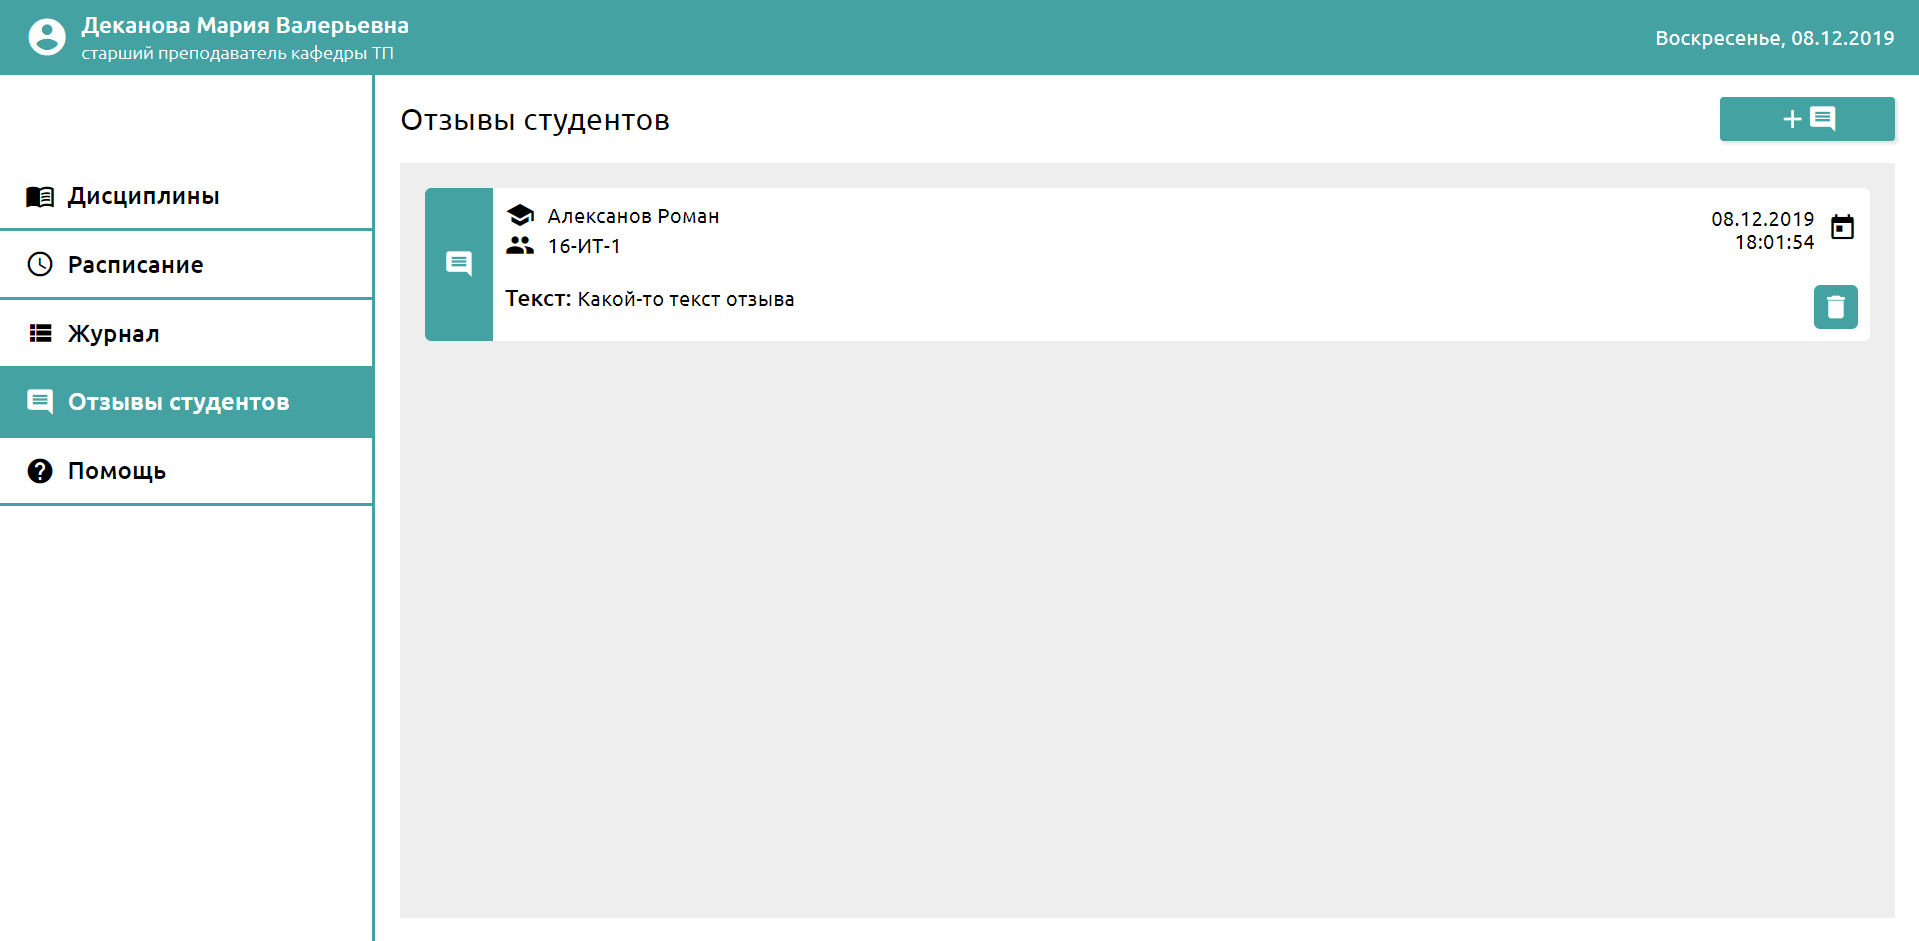 Деканова Мария Валерьевна
старший преподаватель кафедры ТП
Воскресенье, 08.12.2019
Дисциплины
Расписание
Журнал
Отзывы студентов
Помощь
Отзывы студентов
+
Алексанов Роман
16-ИТ-1
08.12.2019
18:01:54
Текст: Какой-то текст отзыва